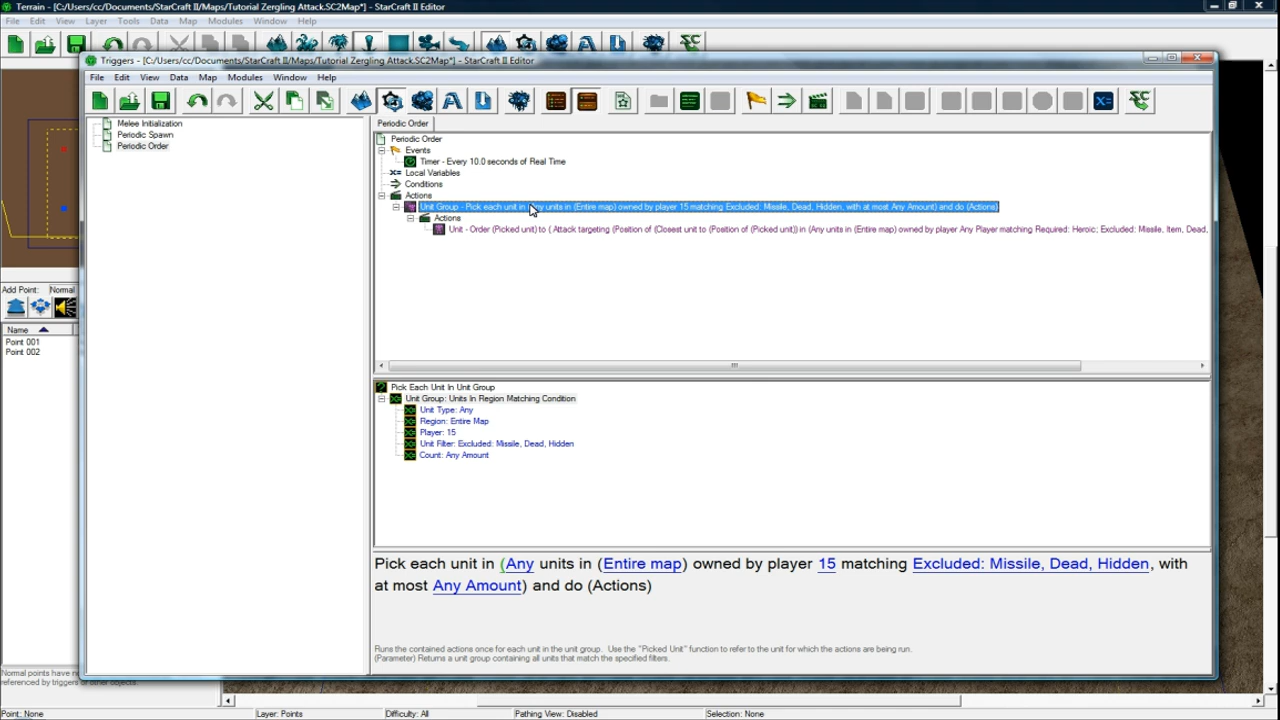 Terrain - [C:/Users/cc/Documents/StarCraft II/Maps/Tutorial Zergling Attack.SC2Map*] - StarCraft II Editor
File Edit View Layer Tools Data Map Modules Window Help
Triggers - [C:/Users/cc/Documents/StarCraft II/Maps/Tutorial Zergling Attack.SC2Map*] - StarCraft II Editor
File Edit View Data Map Modules Window Help
Melee Initialization
Periodic Spawn
Periodic Order
Periodic Order
Periodic Order
Events
Timer - Every 10.0 seconds of Real Time
Local Variables
Conditions
Actions
Unit Group - Pick each unit in (Any units in (Entire map) owned by player 15 matching Excluded: Missile, Dead, Hidden, with at most Any Amount) and do (Actions)
Actions
Unit - Order (Picked unit) to ( Attack targeting (Position of (Closest unit to (Position of (Picked unit)) in (Any units in (Entire map) owned by player Any Player matching Required: Heroic; Excluded: Missile, Item, Dead,
Add Point: Normal
Name
Point 001
Point 002
Pick Each Unit In Unit Group
Unit Group: Units In Region Matching Condition
Unit Type: Any
Region: Entire Map
Player: 15
Unit Filter: Excluded: Missile, Dead, Hidden
Count: Any Amount
Pick each unit in (Any units in (Entire map) owned by player 15 matching Excluded: Missile, Dead, Hidden, with
at most Any Amount) and do (Actions)
Runs the contained actions once for each unit in the unit group. Use the "Picked Unit" function to refer to the unit for which the actions are being run.
(Parameter) Returns a unit group containing all units that match the specified filters.
Normal points have
referenced by triggers or other objects.
Point: None Layer: Points Difficulty: All Pathing View: Disabled Selection: None